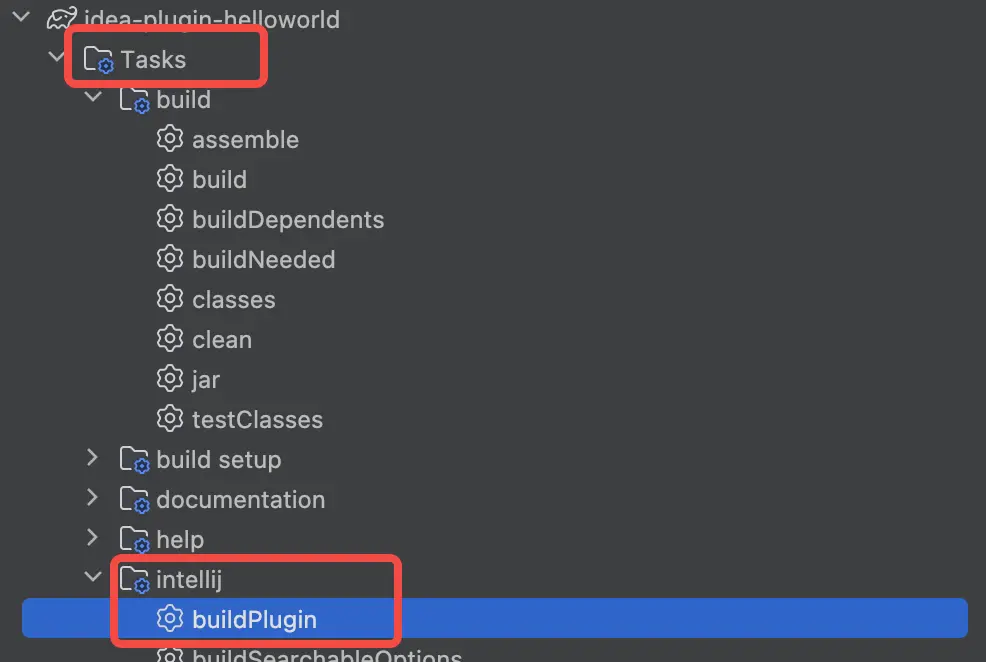 idea-plugin-helloworld
Tasks
build
assemble
build
buildDependents
buildNeeded
classes
clean
jar
testClasses
build setup
documentation
help
intellij
buildPlugin
buildSearchableOptions